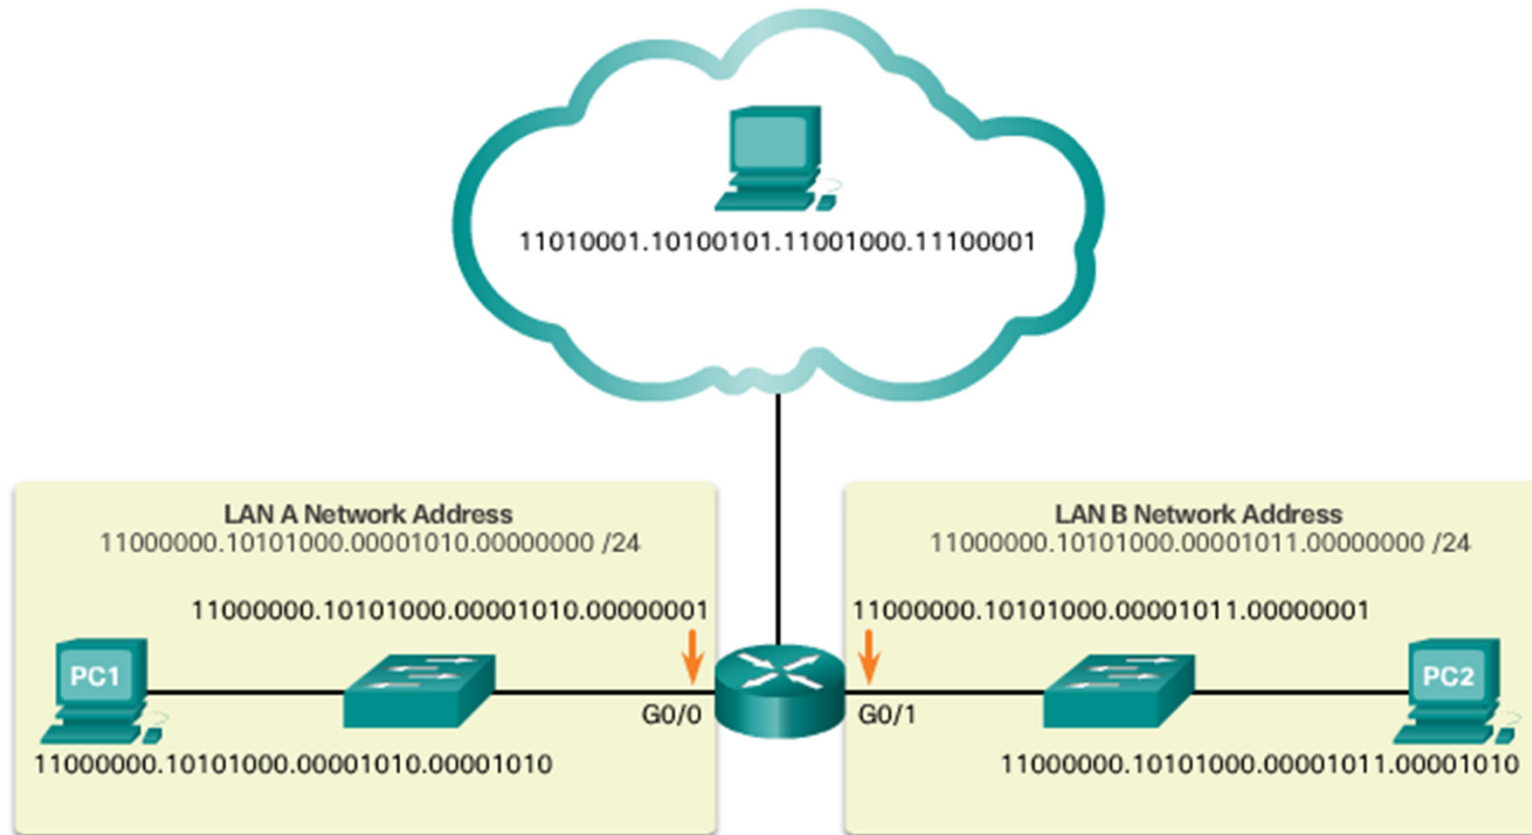 11010001.10100101.11001000.11100001
LAN A Network Address
11000000.10101000.00001010.00000000 /24
11000000.10101000.00001010.00000001
PC1
G0/0
11000000.10101000.00001010.00001010
LAN B Network Address
11000000.10101000.00001011.00000000 /24
11000000.10101000.00001011.00000001
G0/1
PC2
11000000.10101000.00001011.00001010